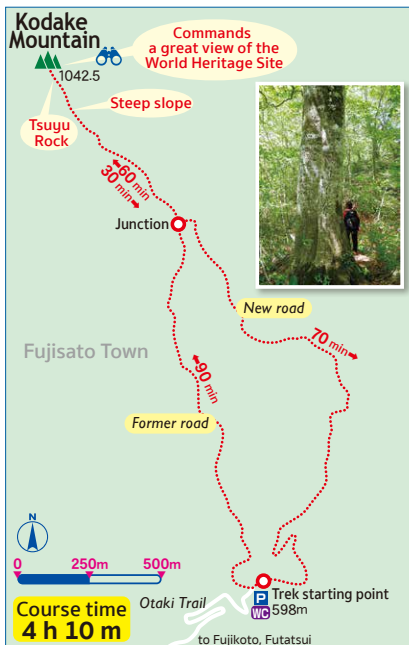 Kodake
Mountain
1042.5
Commands
a great view of the
World Heritage Site
Steep slope
Tsuyu
Rock
60 min
30 min
Junction
New road
70 min
Fujisato Town
90 min
Former road
N
0 250m 500m
Course time
4 h 10 m
Otaki Trail
P
WC
Trek starting point
598m
to Fujikoto, Futatsui